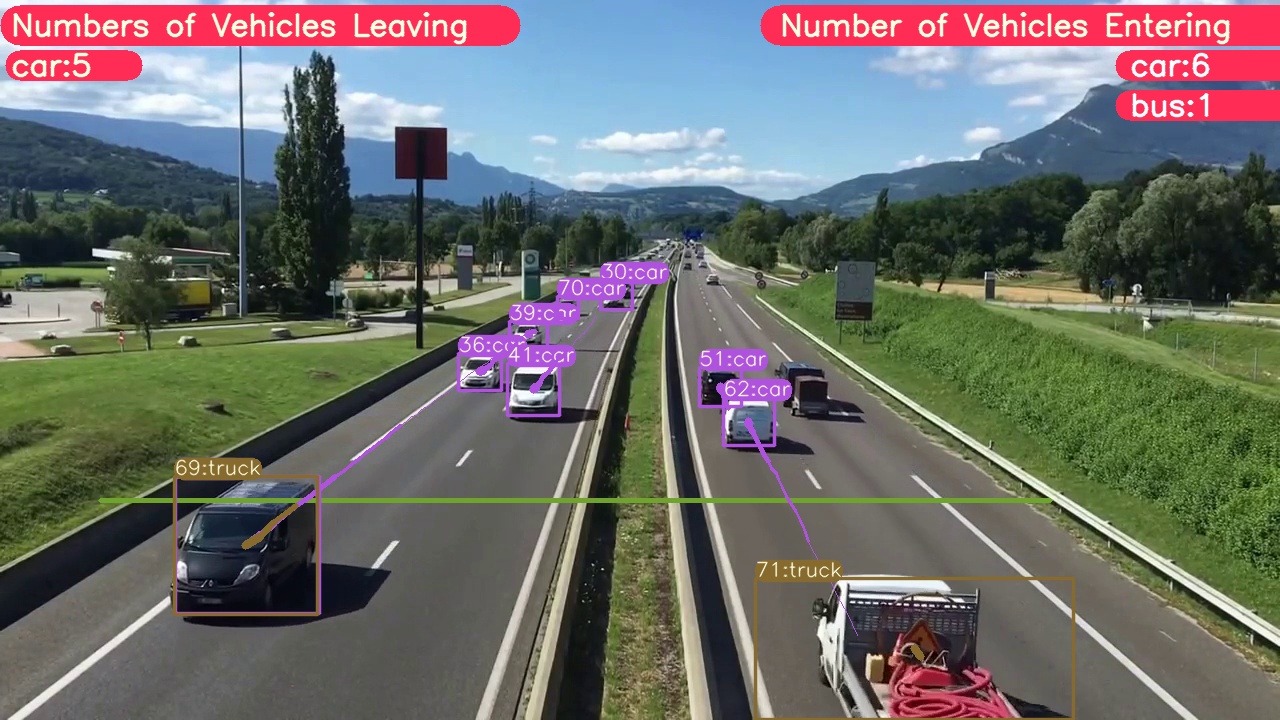 Numbers of Vehicles Leaving
Number of Vehicles Entering
car:5
car:6
bus:1
30:car
70:car
39:car
36:car
41:car
51:car
62:car
69:truck
71:truck